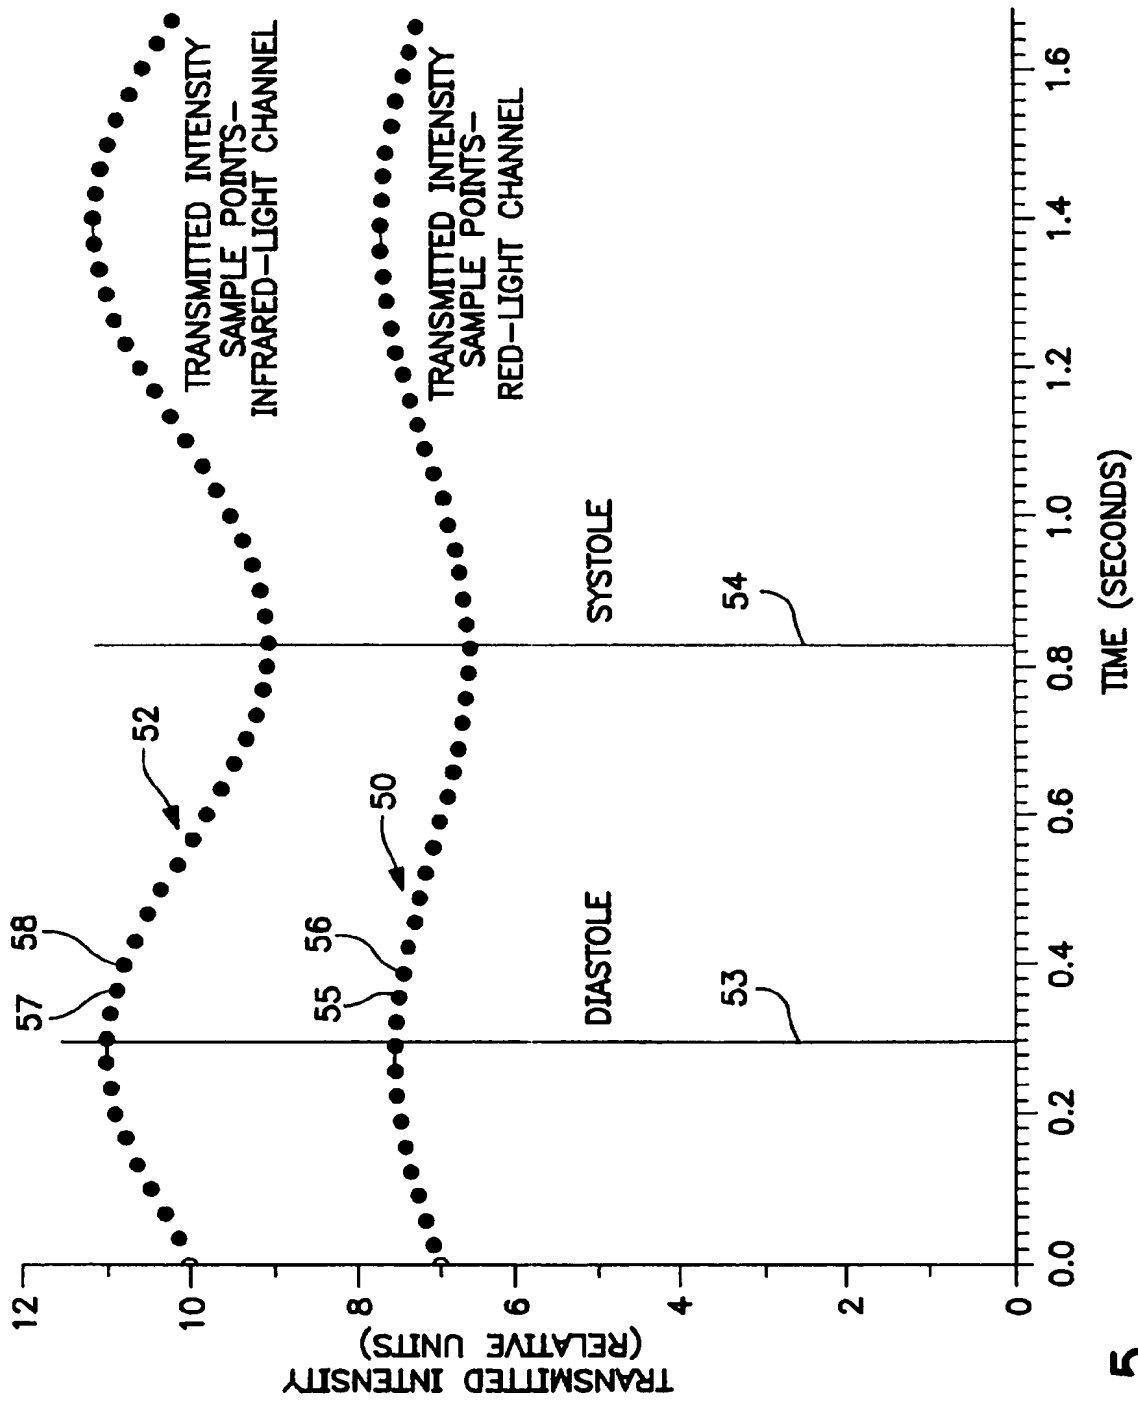 12
10
8
6
4
2
0
TRANSMITTED INTENSITY
(RELATIVE UNITS)
57
58
52
TRANSMITTED INTENSITY
SAMPLE POINTS–
INFRARED–LIGHT CHANNEL
55
56
50
TRANSMITTED INTENSITY
SAMPLE POINTS–
RED–LIGHT CHANNEL
DIASTOLE
SYSTOLE
53
54
0.0 0.2 0.4 0.6 0.8 1.0 1.2 1.4 1.6
TIME (SECONDS)
5